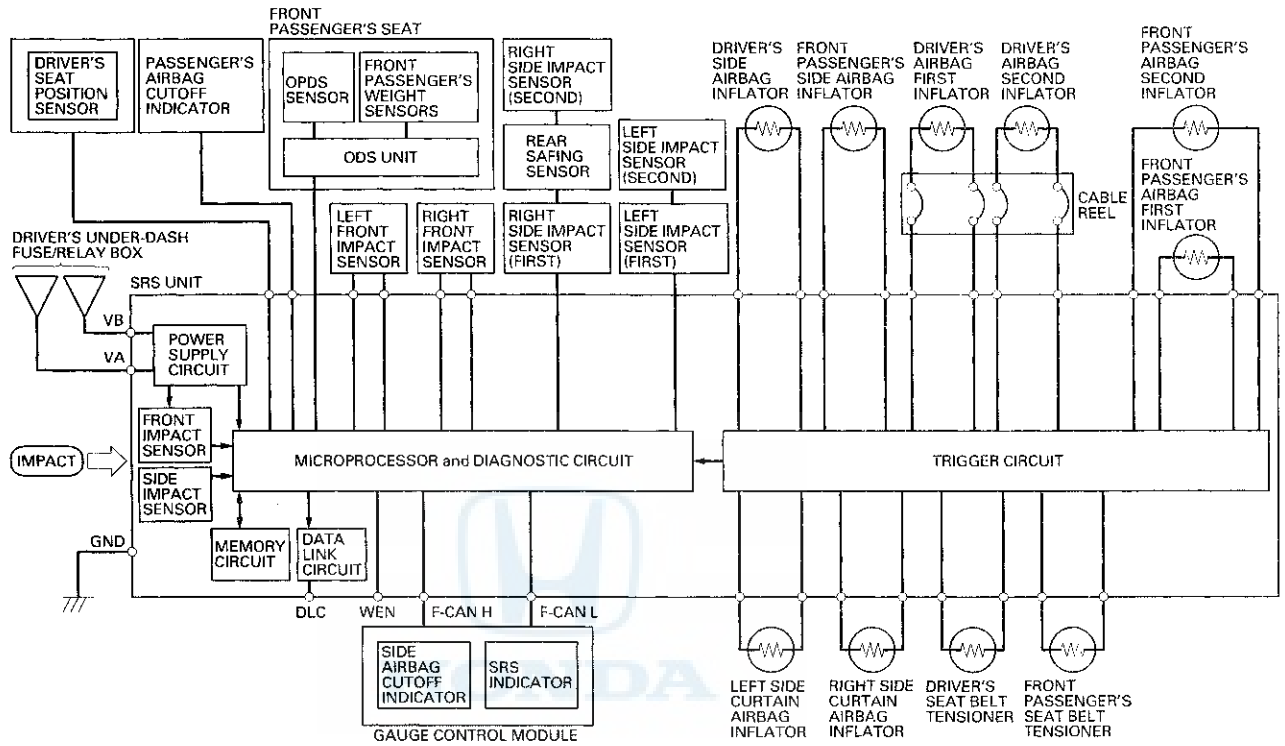 FRONT
PASSENGER'S SEAT
DRIVER'S
SEAT
POSITION
SENSOR
PASSENGER'S
AIRBAG
CUTOFF
INDICATOR
OPDS
SENSOR
FRONT
PASSENGER'S
WEIGHT
SENSORS
ODS UNIT
RIGHT
SIDE IMPACT
SENSOR
(SECOND)
REAR
SAFING
SENSOR
RIGHT
SIDE IMPACT
SENSOR
(FIRST)
LEFT
SIDE IMPACT
SENSOR
(SECOND)
LEFT
SIDE IMPACT
SENSOR
(FIRST)
LEFT
FRONT
IMPACT
SENSOR
RIGHT
FRONT
IMPACT
SENSOR
DRIVER'S
SIDE
AIRBAG
INFLATOR
FRONT
PASSENGER'S
SIDE AIRBAG
INFLATOR
DRIVER'S
AIRBAG
FIRST
INFLATOR
DRIVER'S
AIRBAG
SECOND
INFLATOR
FRONT
PASSENGER'S
AIRBAG
SECOND
INFLATOR
FRONT
PASSENGER'S
AIRBAG
FIRST
INFLATOR
CABLE
REEL
DRIVER'S UNDER-DASH
FUSE/RELAY BOX
SRS UNIT
VB
VA
POWER
SUPPLY
CIRCUIT
FRONT
IMPACT
SENSOR
SIDE
IMPACT
SENSOR
IMPACT
MICROPROCESSOR and DIAGNOSTIC CIRCUIT
TRIGGER CIRCUIT
GND
MEMORY
CIRCUIT
DATA
LINK
CIRCUIT
DLC
WEN
F-CAN H
F-CAN L
SIDE
AIRBAG
CUTOFF
INDICATOR
SRS
INDICATOR
GAUGE CONTROL MODULE
HONDA
LEFT SIDE
CURTAIN
AIRBAG
INFLATOR
RIGHT SIDE
CURTAIN
AIRBAG
INFLATOR
DRIVER'S
SEAT BELT
TENSIONER
FRONT
PASSENGER'S
SEAT BELT
TENSIONER